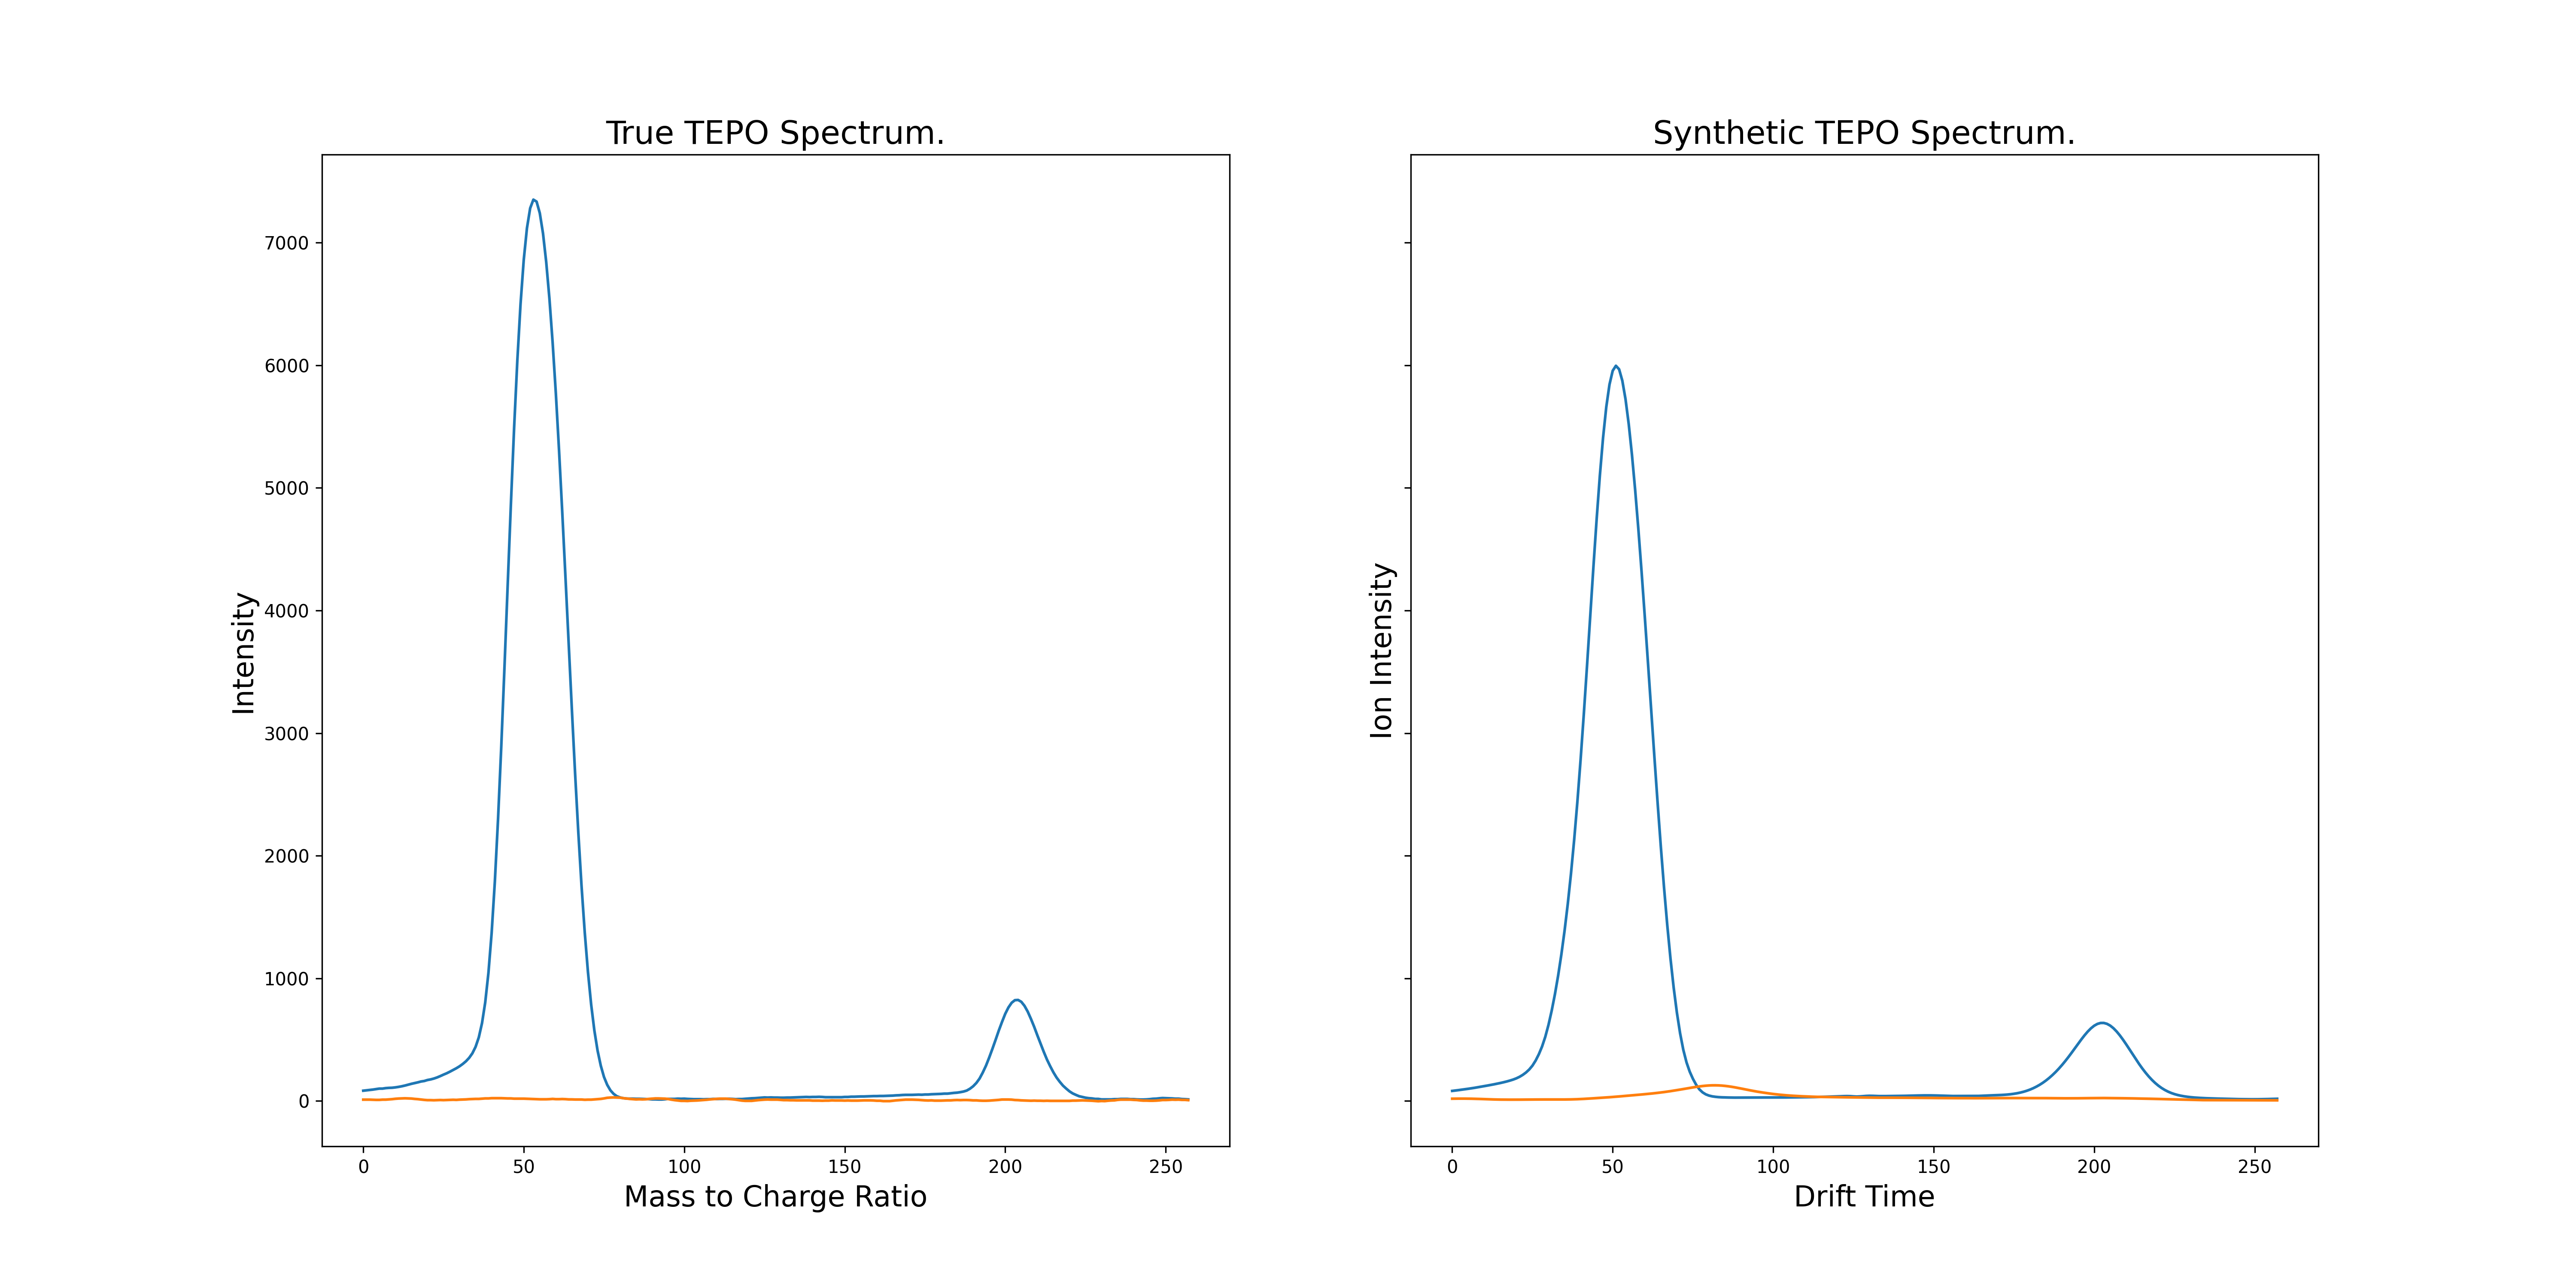 True TEPO Spectrum.
Intensity
7000
6000
5000
4000
3000
2000
1000
0
0 50 100 150 200 250
Mass to Charge Ratio
Synthetic TEPO Spectrum.
Ion Intensity
0 50 100 150 200 250
Drift Time